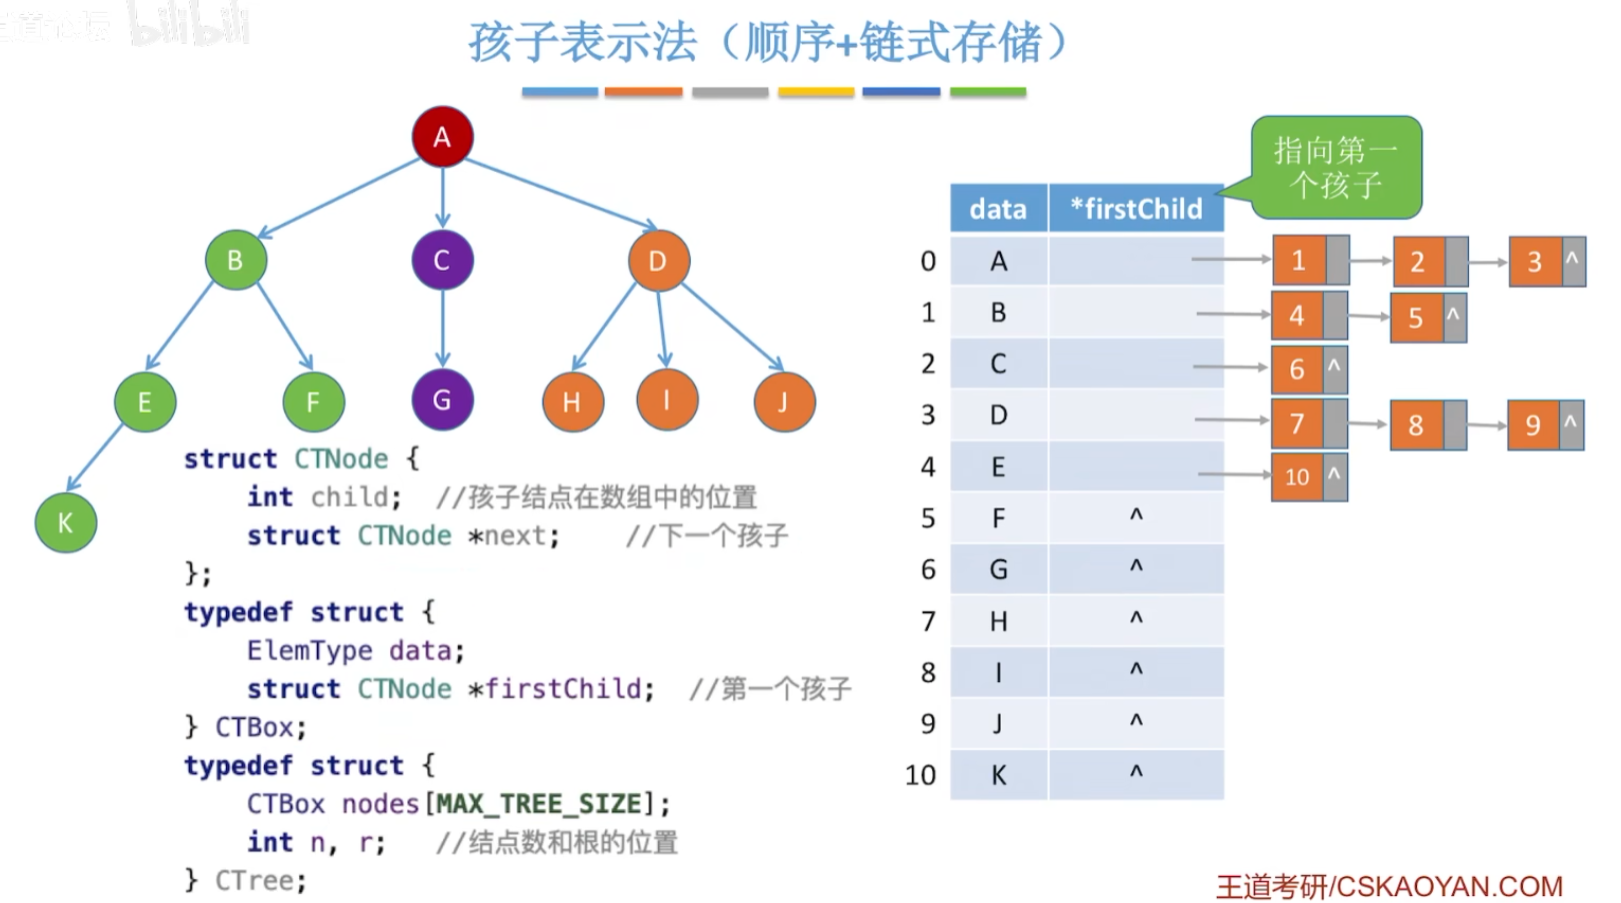 bilibili
孩子表示法（顺序+链式存储）
A
B
C
D
E
F
G
H
I
J
K
struct CTNode {
int child; //孩子结点在数组中的位置
struct CTNode *next; //下一个孩子
};
typedef struct {
ElemType data;
struct CTNode *firstChild; //第一个孩子
} CTBox;
typedef struct {
CTBox nodes[MAX_TREE_SIZE];
int n, r; //结点数和根的位置
} CTree;
指向第一
个孩子
data *firstChild
0 A 1 2 3 ^
1 B 4 5 ^
2 C 6 ^
3 D 7 8 9 ^
4 E 10 ^
5 F ^
6 G ^
7 H ^
8 I ^
9 J ^
10 K ^
王道考研/CSKAOYAN.COM